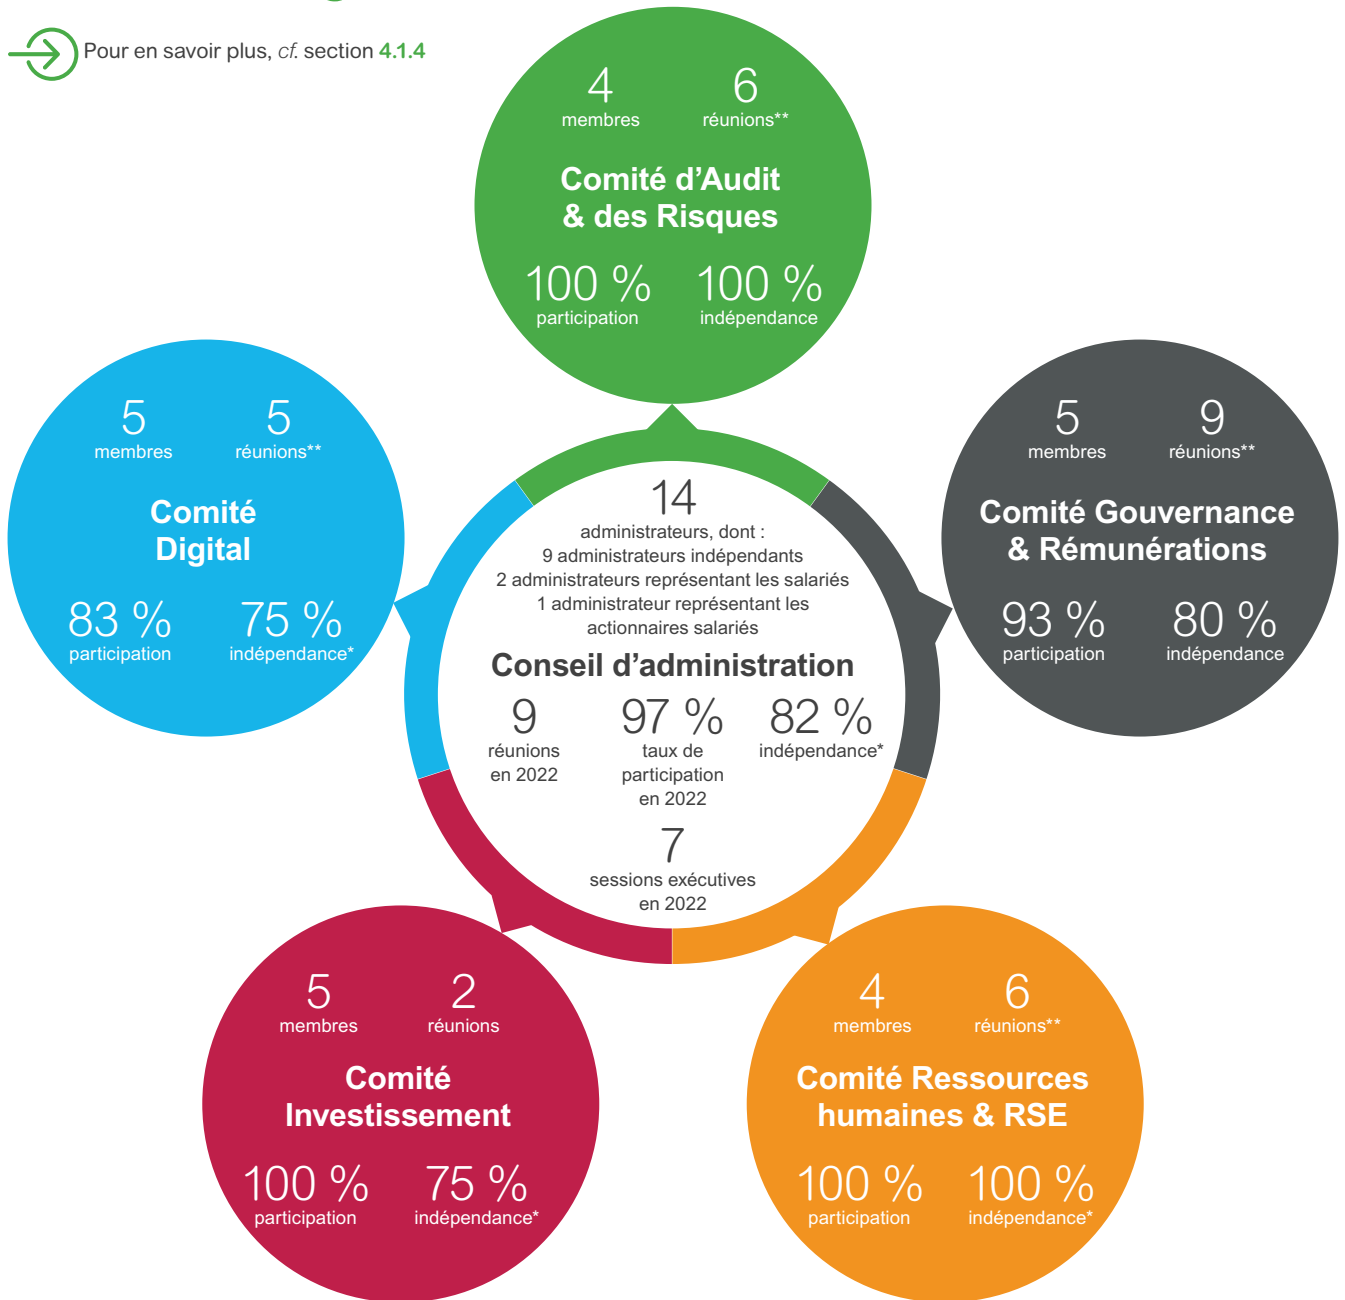 Pour en savoir plus, cf. section 4.1.4
4 6
membres réunions**
Comité d’Audit
& des Risques
100 % 100 %
participation indépendance
5 5
membres réunions**
Comité
Digital
83 % 75 %
participation indépendance*
5 9
membres réunions**
Comité Gouvernance
& Rémunérations
93 % 80 %
participation indépendance
14
administrateurs, dont :
9 administrateurs indépendants
2 administrateurs représentant les salariés
1 administrateur représentant les
actionnaires salariés
Conseil d’administration
9 97 % 82 %
réunions taux de indépendance*
en 2022 participation
en 2022
7
sessions exécutives
en 2022
5 2
membres réunions
Comité
Investissement
100 % 75 %
participation indépendance*
4 6
membres réunions**
Comité Ressources
humaines & RSE
100 % 100 %
participation indépendance*